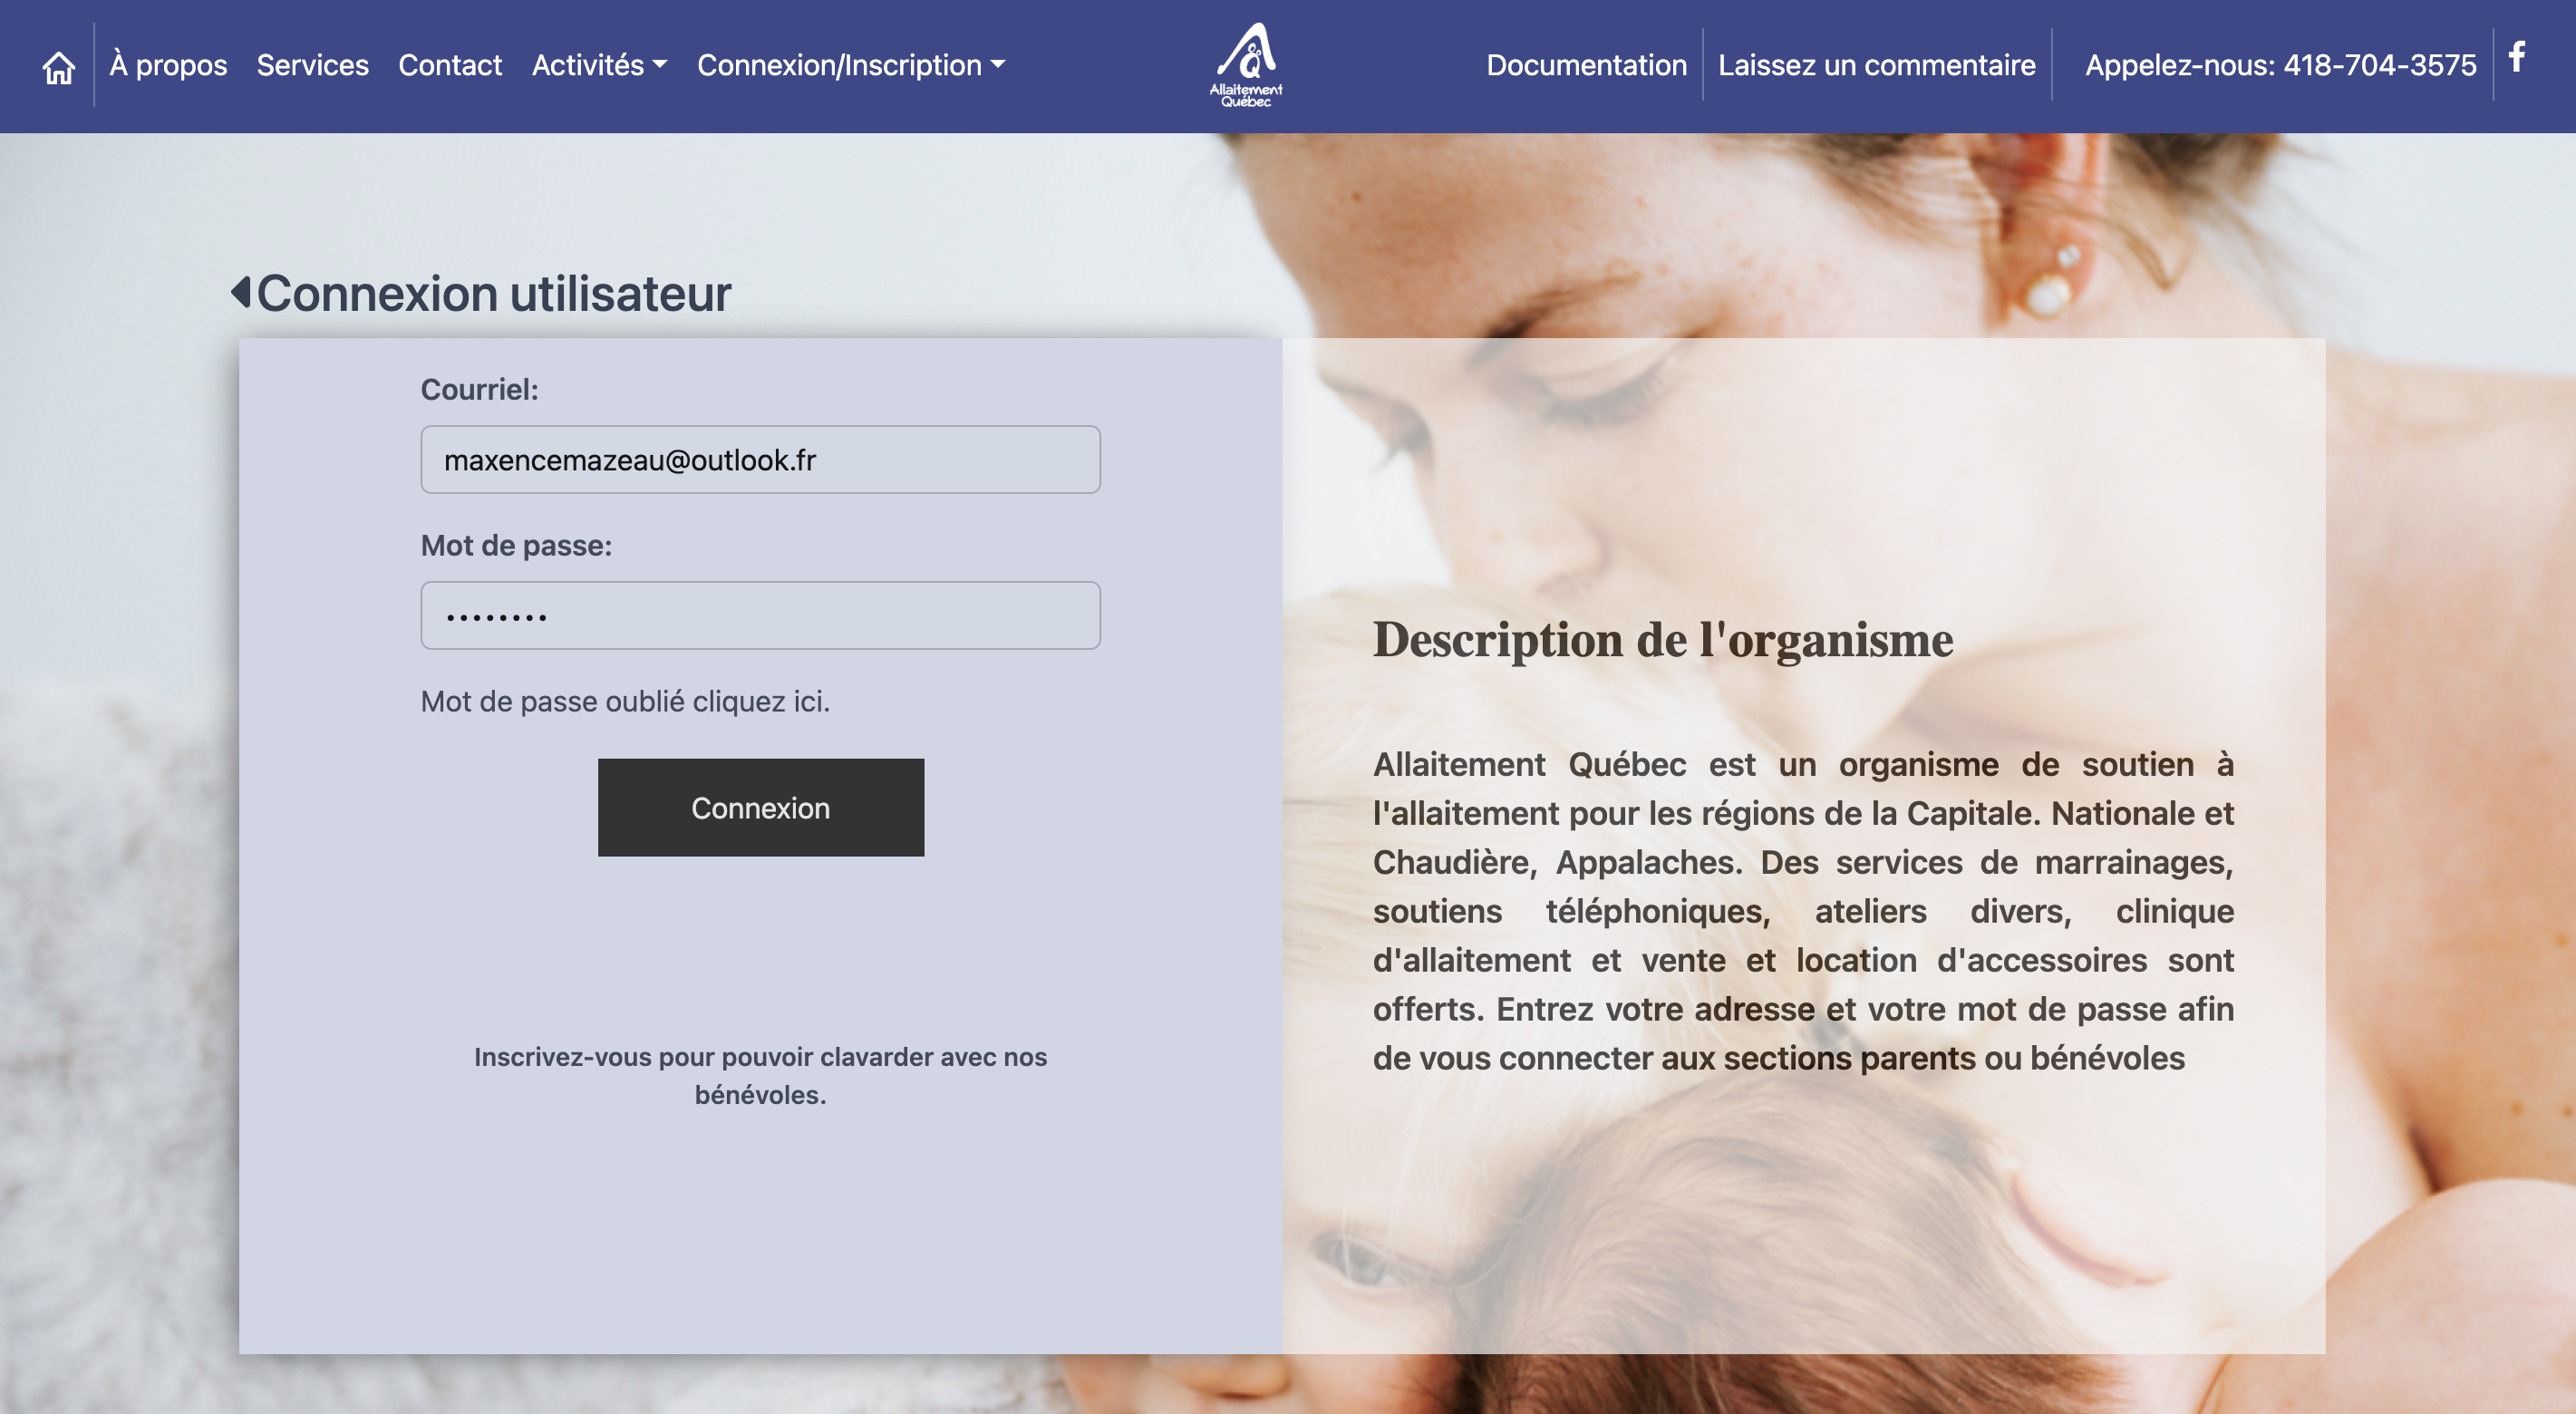 À propos
Services
Contact
Activités
Connexion/Inscription
Allaitement
Québec
Documentation
Laissez un commentaire
Appelez-nous: 418-704-3575
Connexion utilisateur
Courriel:
maxencemazeau@outlook.fr
Mot de passe:
••••••••
Mot de passe oublié cliquez ici.
Connexion
Inscrivez-vous pour pouvoir clavarder avec nos
bénévoles.
Description de l'organisme
Allaitement Québec est un organisme de soutien à
l'allaitement pour les régions de la Capitale. Nationale et
Chaudière, Appalaches. Des services de marrainages,
soutiens téléphoniques, ateliers divers, clinique
d'allaitement et vente et location d'accessoires sont
offerts. Entrez votre adresse et votre mot de passe afin
de vous connecter aux sections parents ou bénévoles